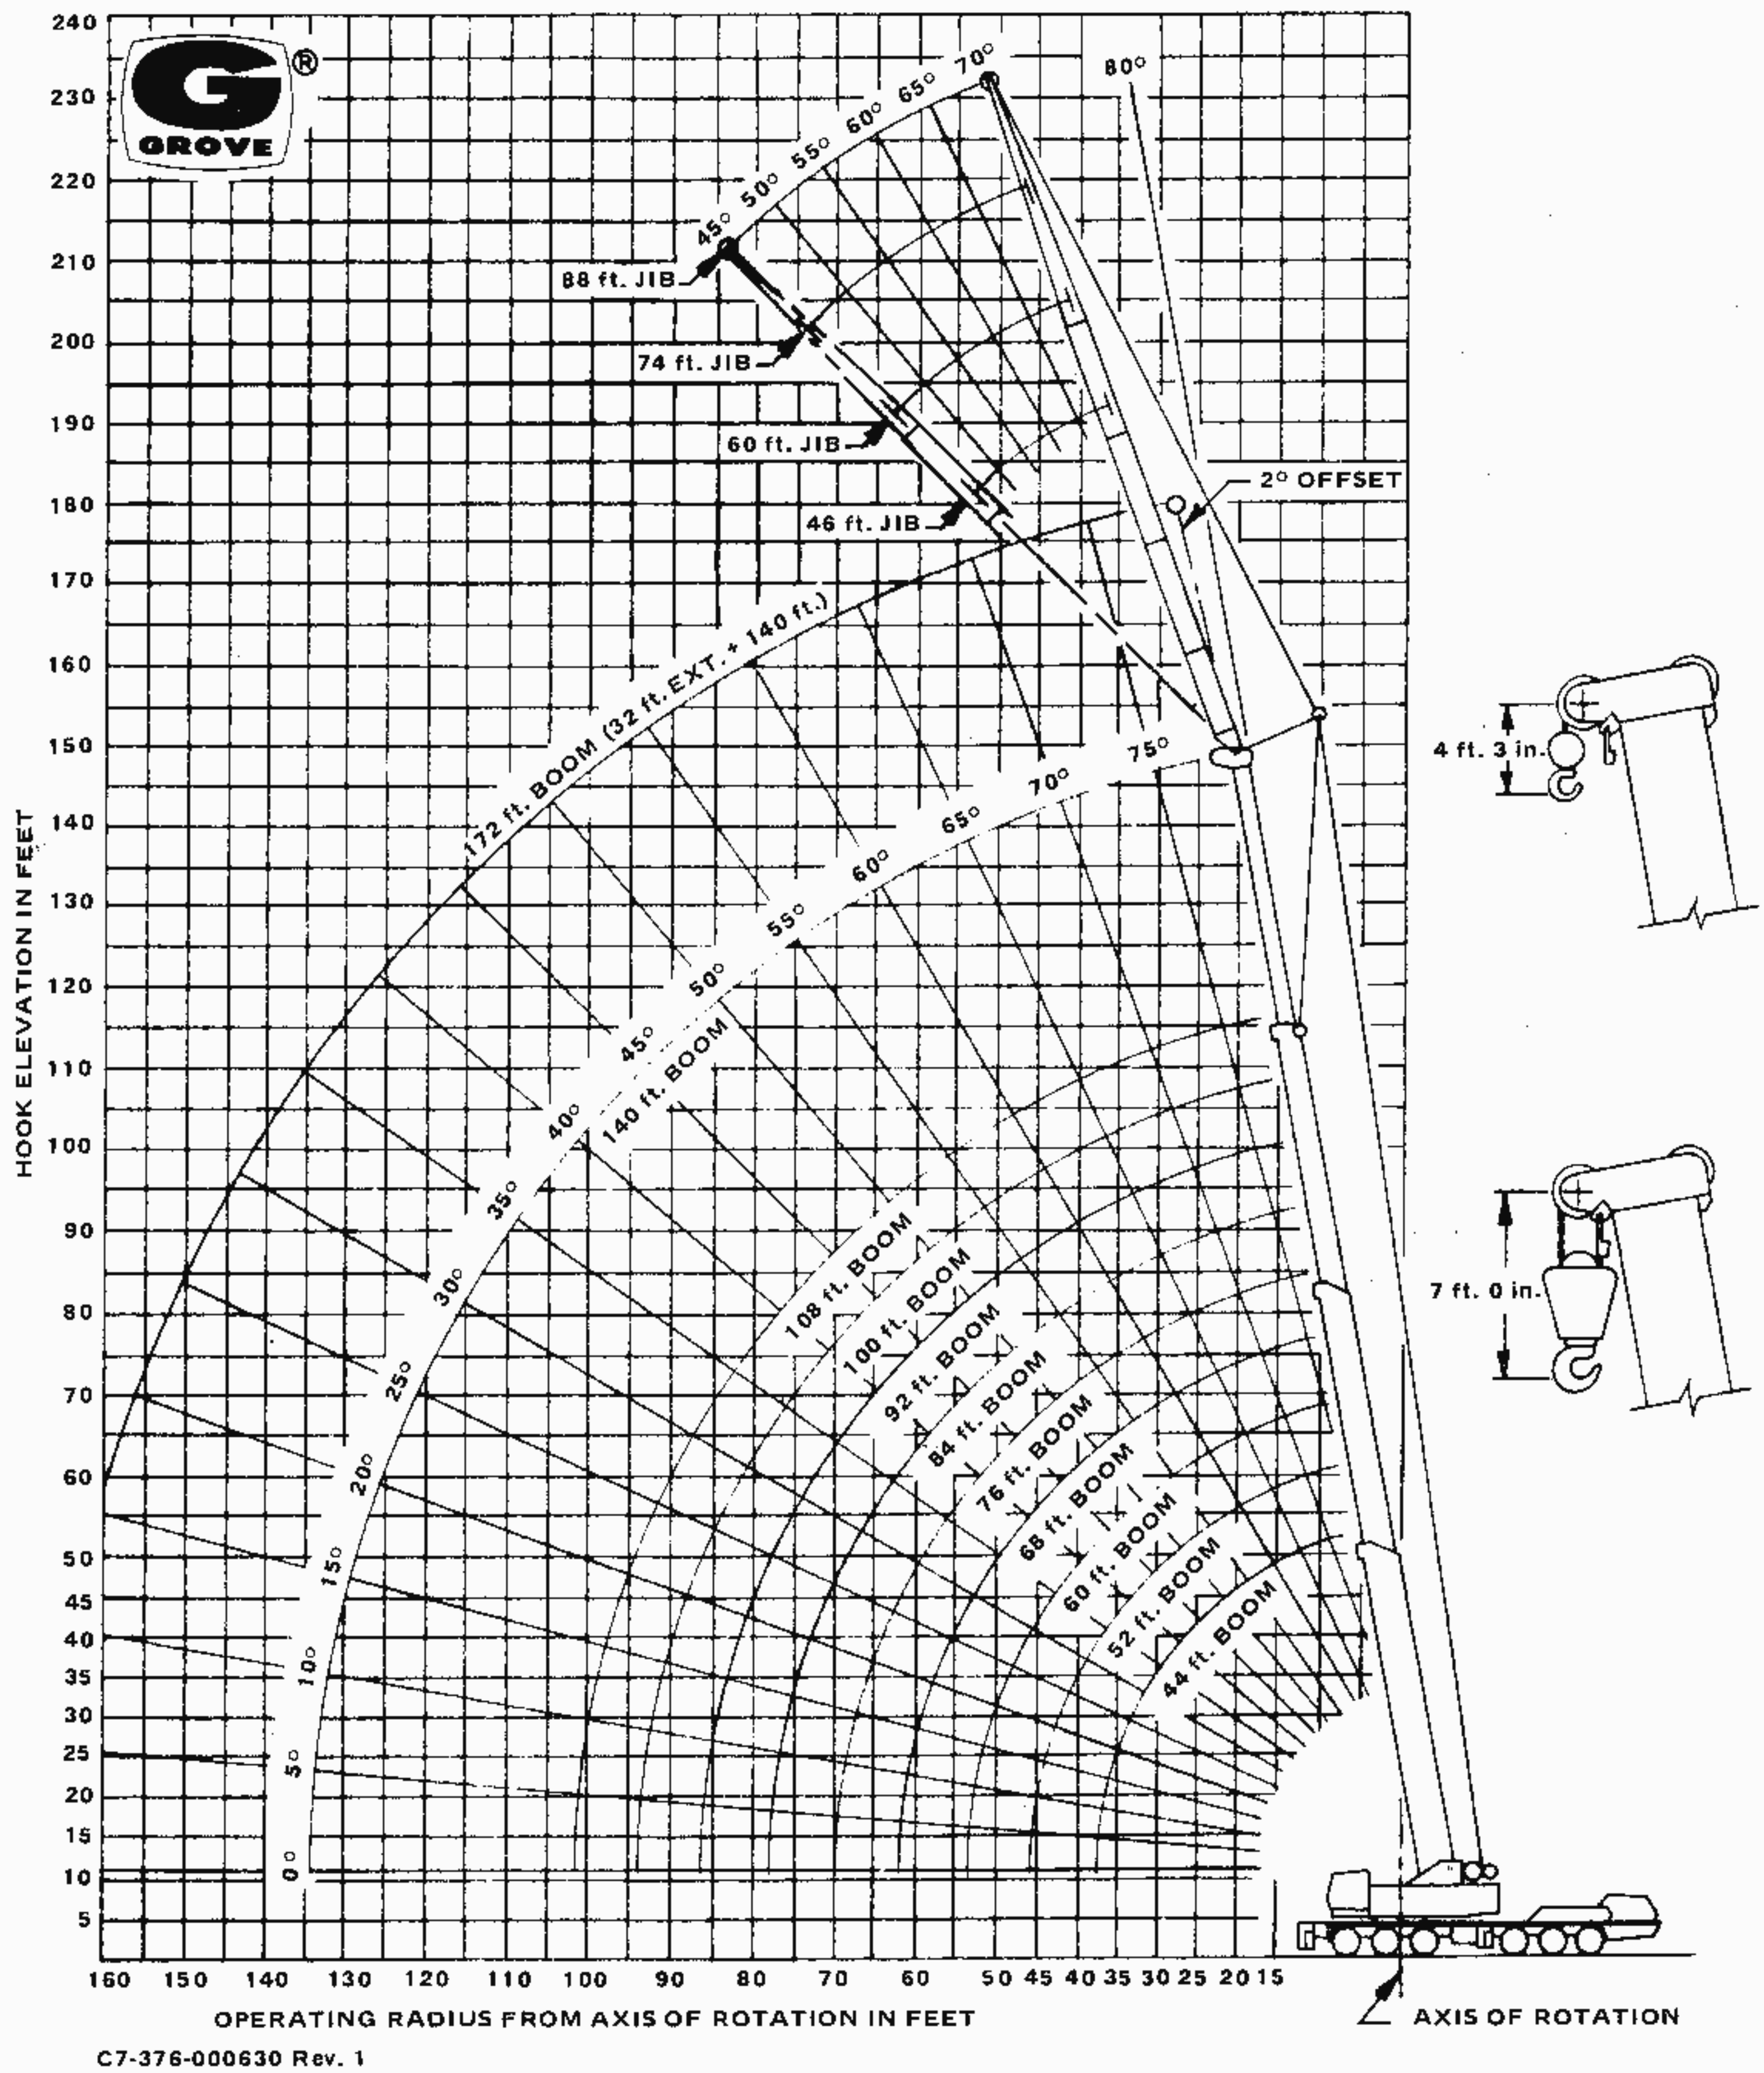 240
230
220
210
200
190
180
170
160
150
140
130
120
110
100
90
80
70
60
50
45
40
35
30
25
20
15
10
5
HOOK ELEVATION IN FEET
G ®
GROVE
45° 50° 55° 60° 65° 70°
80°
88 ft. JIB
74 ft. JIB
60 ft. JIB
46 ft. JIB
2° OFFSET
172 ft. BOOM (32 ft. EXT. + 140 ft.)
75°
70°
65°
60°
55°
50°
45°
40°
35°
30°
25°
20°
15°
10°
5°
0°
140 ft. BOOM
108 ft. BOOM
100 ft. BOOM
92 ft. BOOM
84 ft. BOOM
76 ft. BOOM
68 ft. BOOM
60 ft. BOOM
52 ft. BOOM
44 ft. BOOM
4 ft. 3 in.
7 ft. 0 in.
160 150 140 130 120 110 100 90 80 70 60 50 45 40 35 30 25 20 15
OPERATING RADIUS FROM AXIS OF ROTATION IN FEET
AXIS OF ROTATION
C7-376-000630 Rev. 1